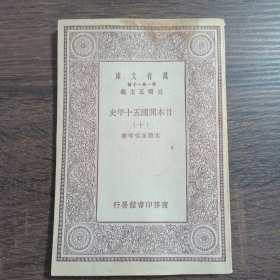 庫文有萬
種一千一第
編主五雲王
史年十五國開本日
(十)
著等信重隈大
行發館書印務商